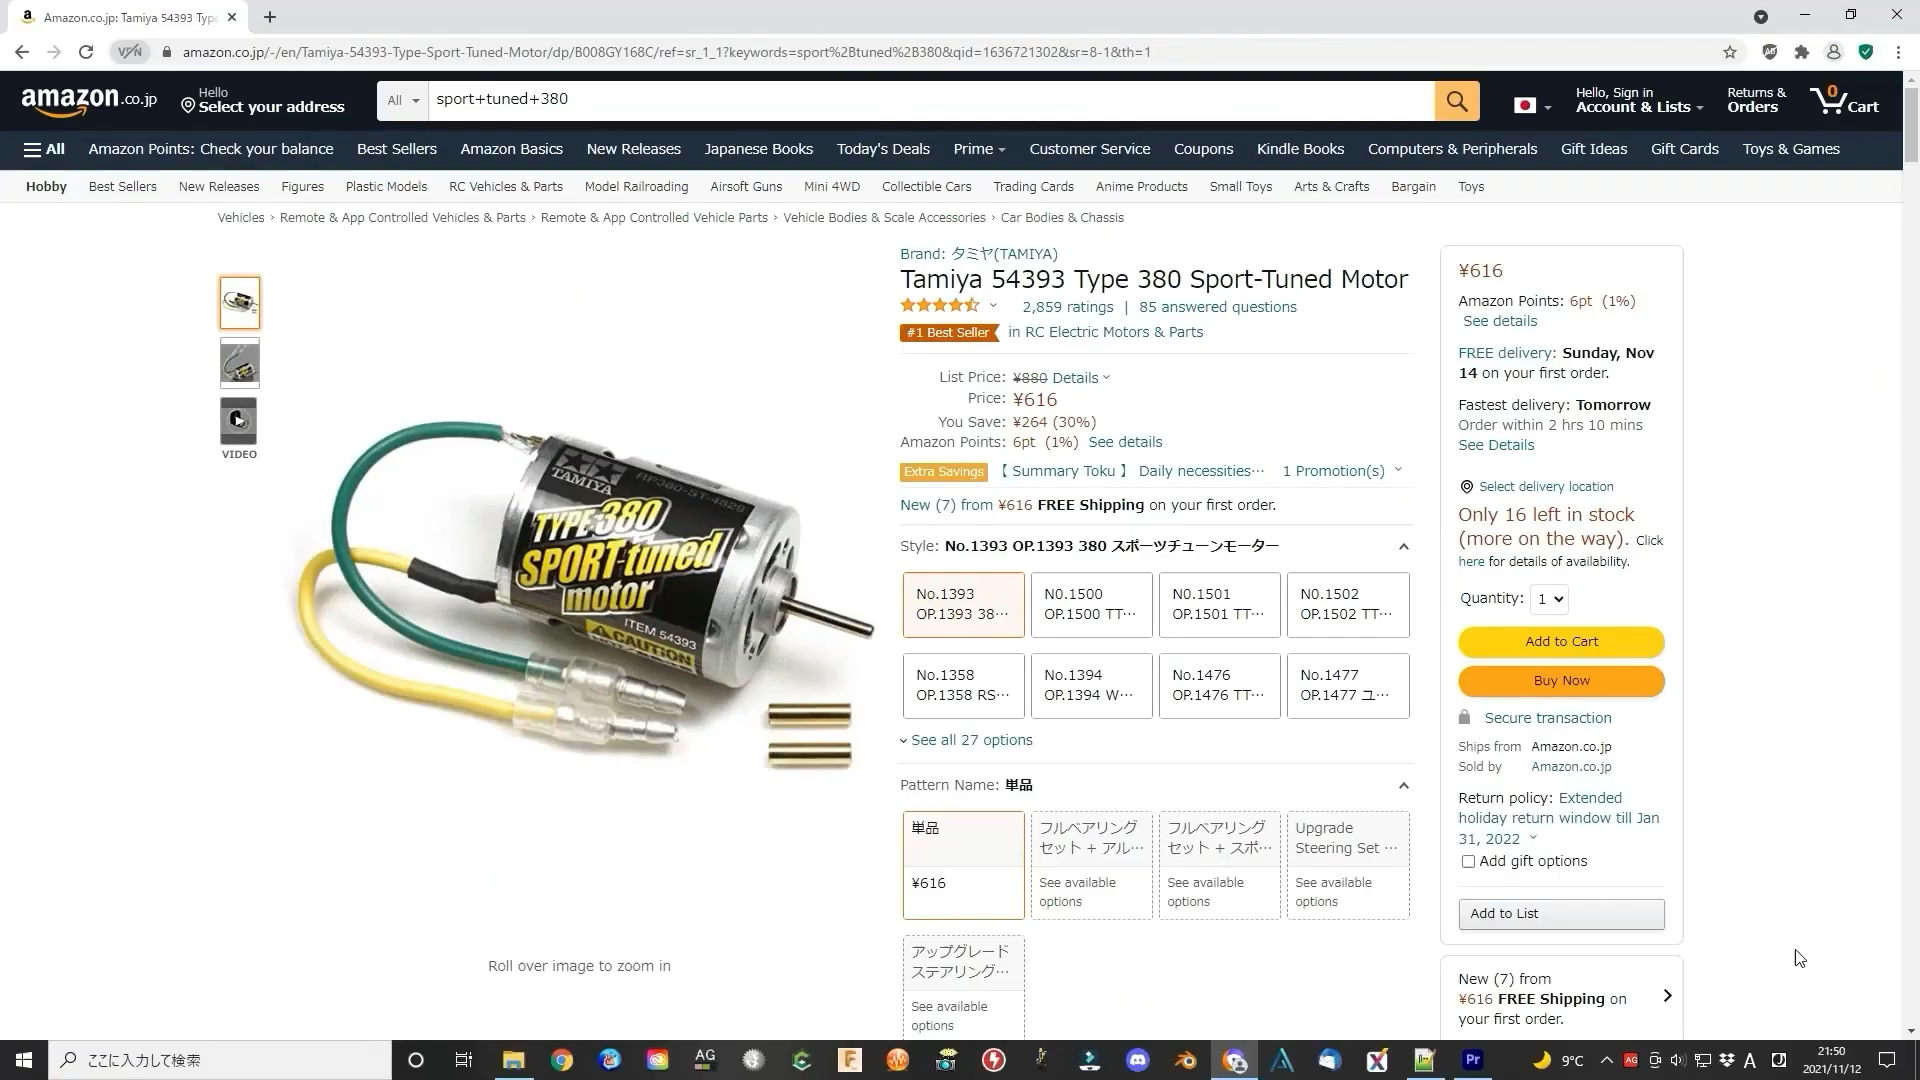 Amazon.co.jp: Tamiya 54393 Type
VPN
amazon.co.jp/-/en/Tamiya-54393-Type-Sport-Tuned-Motor/dp/B008GY168C/ref=sr_1_1?keywords=sport%2Btuned%2B380&qid=1636721302&sr=8-1&th=1
amazon.co.jp
Hello
Select your address
All
sport+tuned+380
Hello, Sign in
Account & Lists
Returns &
Orders
0
Cart
All
Amazon Points: Check your balance
Best Sellers
Amazon Basics
New Releases
Japanese Books
Today's Deals
Prime
Customer Service
Coupons
Kindle Books
Computers & Peripherals
Gift Ideas
Gift Cards
Toys & Games
Hobby
Best Sellers
New Releases
Figures
Plastic Models
RC Vehicles & Parts
Model Railroading
Airsoft Guns
Mini 4WD
Collectible Cars
Trading Cards
Anime Products
Small Toys
Arts & Crafts
Bargain
Toys
Vehicles › Remote & App Controlled Vehicles & Parts › Remote & App Controlled Vehicle Parts › Vehicle Bodies & Scale Accessories › Car Bodies & Chassis
VIDEO
TAMIYA
RP380-ST-4829
TYPE 380
SPORT-tuned
motor
ITEM 54393
CAUTION
Roll over image to zoom in
Brand: タミヤ(TAMIYA)
Tamiya 54393 Type 380 Sport-Tuned Motor
2,859 ratings | 85 answered questions
#1 Best Seller in RC Electric Motors & Parts
List Price: ¥880 Details
Price: ¥616
You Save: ¥264 (30%)
Amazon Points: 6pt (1%) See details
Extra Savings 【 Summary Toku 】 Daily necessities… 1 Promotion(s)
New (7) from ¥616 FREE Shipping on your first order.
Style: No.1393 OP.1393 380 スポーツチューンモーター
No.1393
OP.1393 38…
NO.1500
OP.1500 TT…
NO.1501
OP.1501 TT…
NO.1502
OP.1502 TT…
No.1358
OP.1358 RS…
No.1394
OP.1394 W…
No.1476
OP.1476 TT…
No.1477
OP.1477 ユ…
See all 27 options
Pattern Name: 単品
単品
¥616
フルベアリング
セット + アル…
See available
options
フルベアリング
セット + スポ…
See available
options
Upgrade
Steering Set …
See available
options
アップグレード
ステアリング…
See available
options
¥616
Amazon Points: 6pt (1%)
See details
FREE delivery: Sunday, Nov
14 on your first order.
Fastest delivery: Tomorrow
Order within 2 hrs 10 mins
See Details
Select delivery location
Only 16 left in stock
(more on the way). Click
here for details of availability.
Quantity: 1
Add to Cart
Buy Now
Secure transaction
Ships from Amazon.co.jp
Sold by Amazon.co.jp
Return policy: Extended
holiday return window till Jan
31, 2022
Add gift options
Add to List
New (7) from
¥616 FREE Shipping on
your first order.
ここに入力して検索
AG
Pr
9°C
AG
A
21:50
2021/11/12